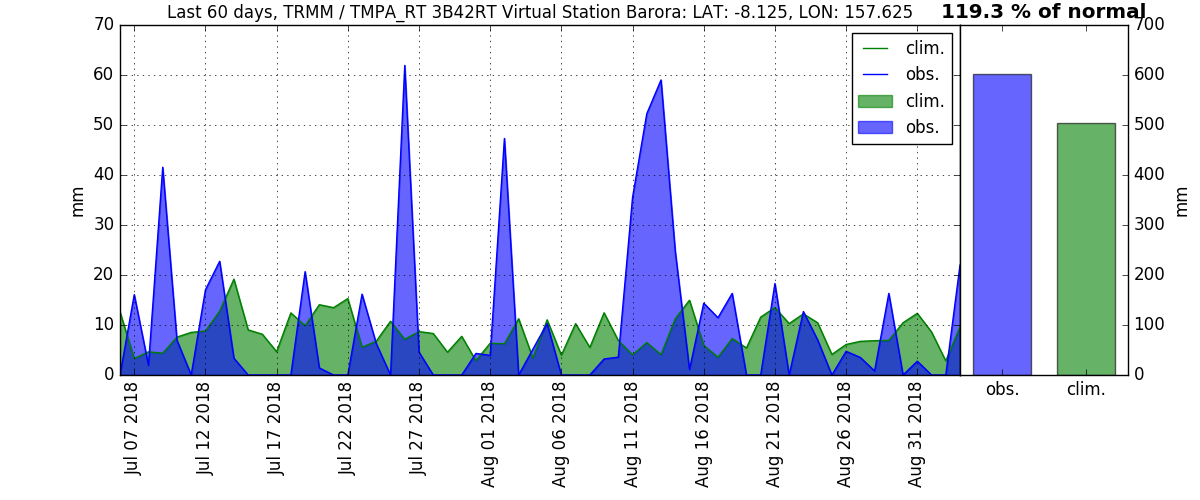 Last 60 days, TRMM / TMPA_RT 3B42RT Virtual Station Barora: LAT: -8.125, LON: 157.625
119.3 % of normal
70
60
50
40
30
20
10
0
mm
clim.
obs.
clim.
obs.
Jul 07 2018
Jul 12 2018
Jul 17 2018
Jul 22 2018
Jul 27 2018
Aug 01 2018
Aug 06 2018
Aug 11 2018
Aug 16 2018
Aug 21 2018
Aug 26 2018
Aug 31 2018
obs.
clim.
700
600
500
400
300
200
100
0
mm